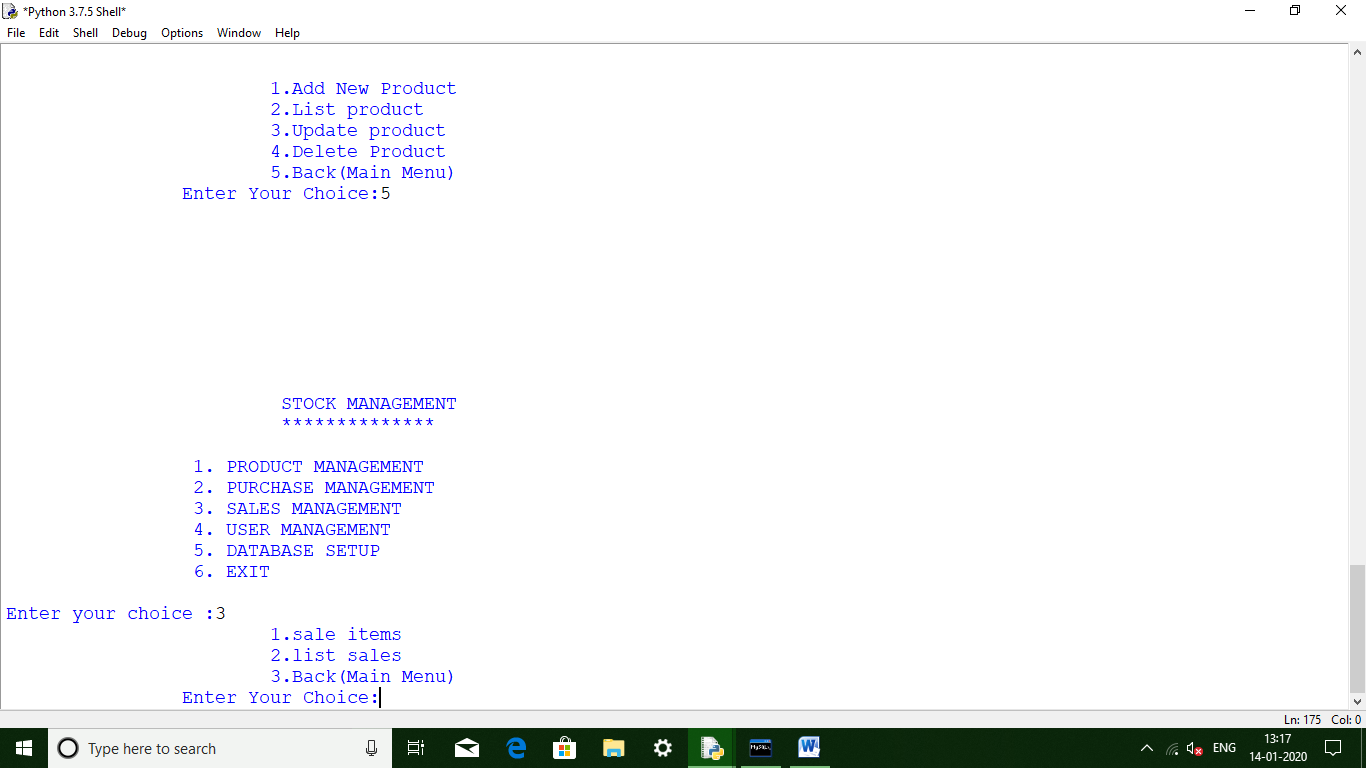 *Python 3.7.5 Shell*
File Edit Shell Debug Options Window Help
1.Add New Product
2.List product
3.Update product
4.Delete Product
5.Back(Main Menu)
Enter Your Choice:5
STOCK MANAGEMENT
**************
1. PRODUCT MANAGEMENT
2. PURCHASE MANAGEMENT
3. SALES MANAGEMENT
4. USER MANAGEMENT
5. DATABASE SETUP
6. EXIT
Enter your choice :3
1.sale items
2.list sales
3.Back(Main Menu)
Enter Your Choice:
Ln: 175 Col: 0
Type here to search
MySQL
ENG
13:17
14-01-2020